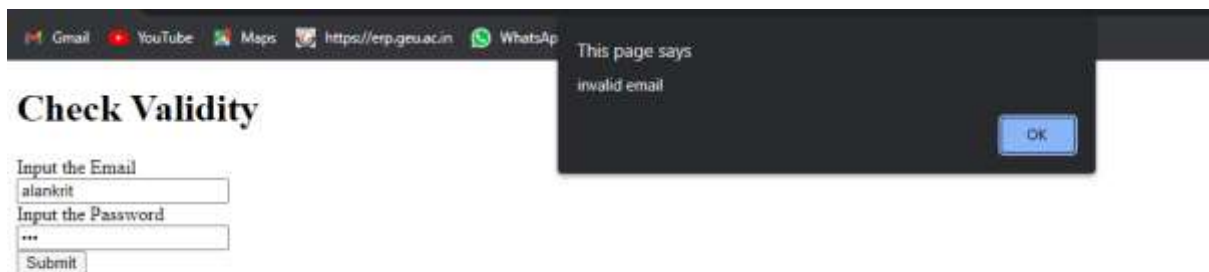 Gmail YouTube Maps https://erp.geu.ac.in WhatsAp
This page says
invalid email
OK
Check Validity
Input the Email
alankrit
Input the Password
•••
Submit